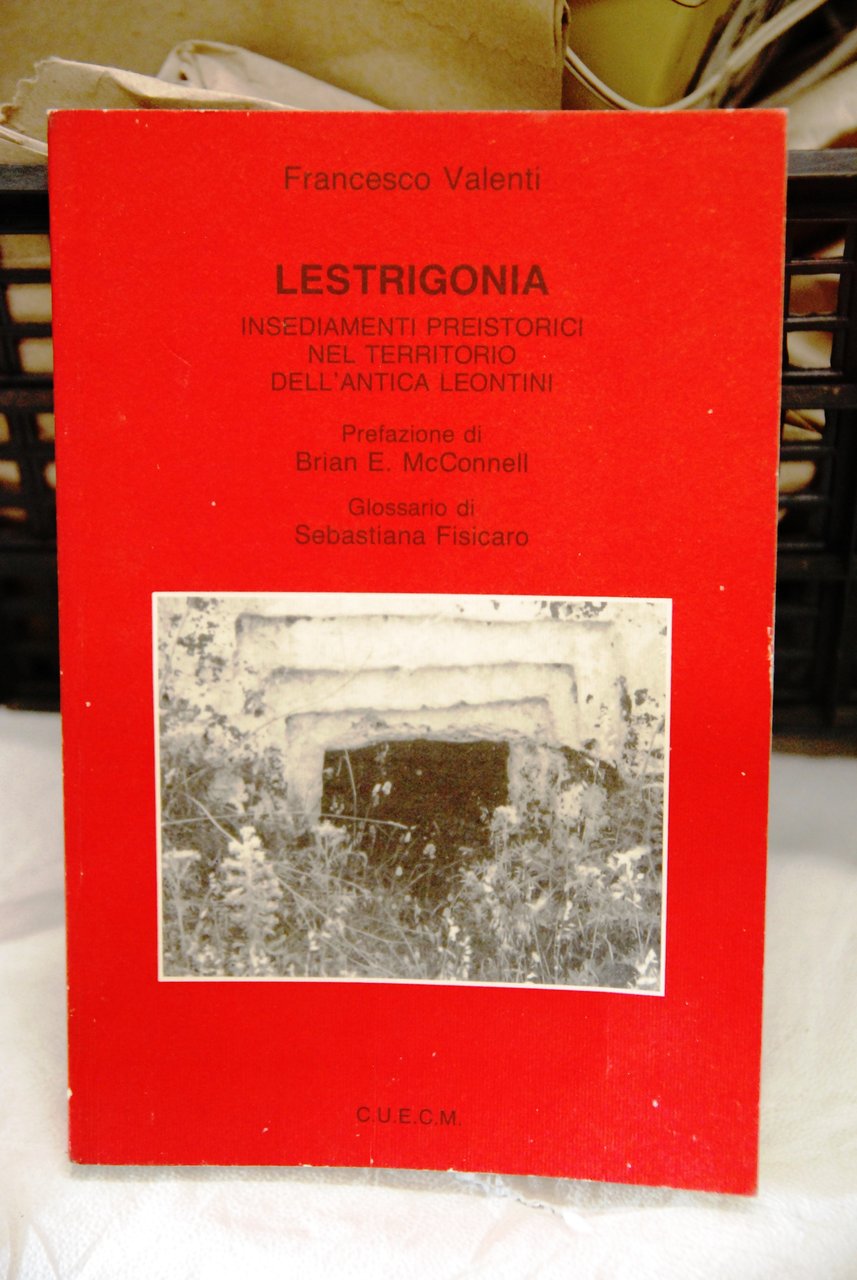 Francesco Valenti
LESTRIGONIA
INSEDIAMENTI PREISTORICI
NEL TERRITORIO
DELL'ANTICA LEONTINI
Prefazione di
Brian E. McConnell
Glossario di
Sebastiana Fisicaro
C.U.E.C.M.